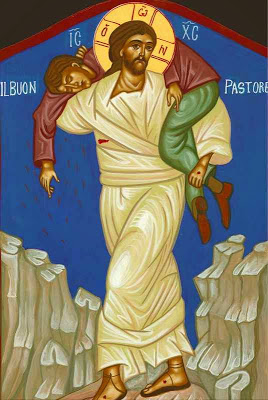 IC XC
Ὁ ὬΝ
IL BUON PASTORE